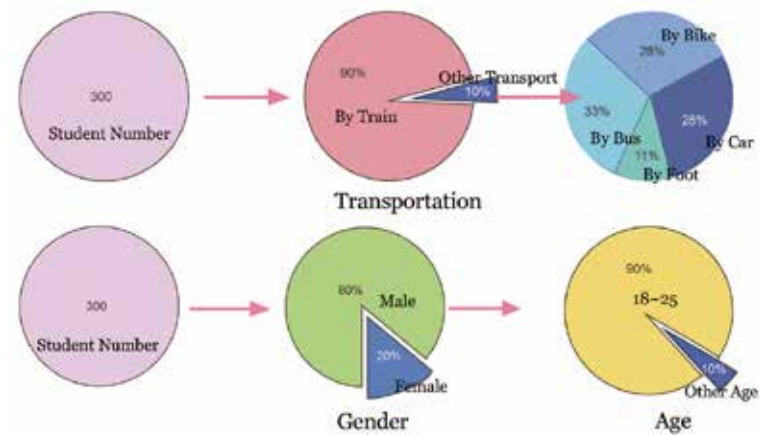 300
Student Number
90%
By Train
Other Transport
10%
By Bike
28%
33%
By Bus
28%
By Car
11%
By Foot
Transportation
300
Student Number
80%
Male
20%
Female
Gender
90%
18~25
10%
Other Age
Age